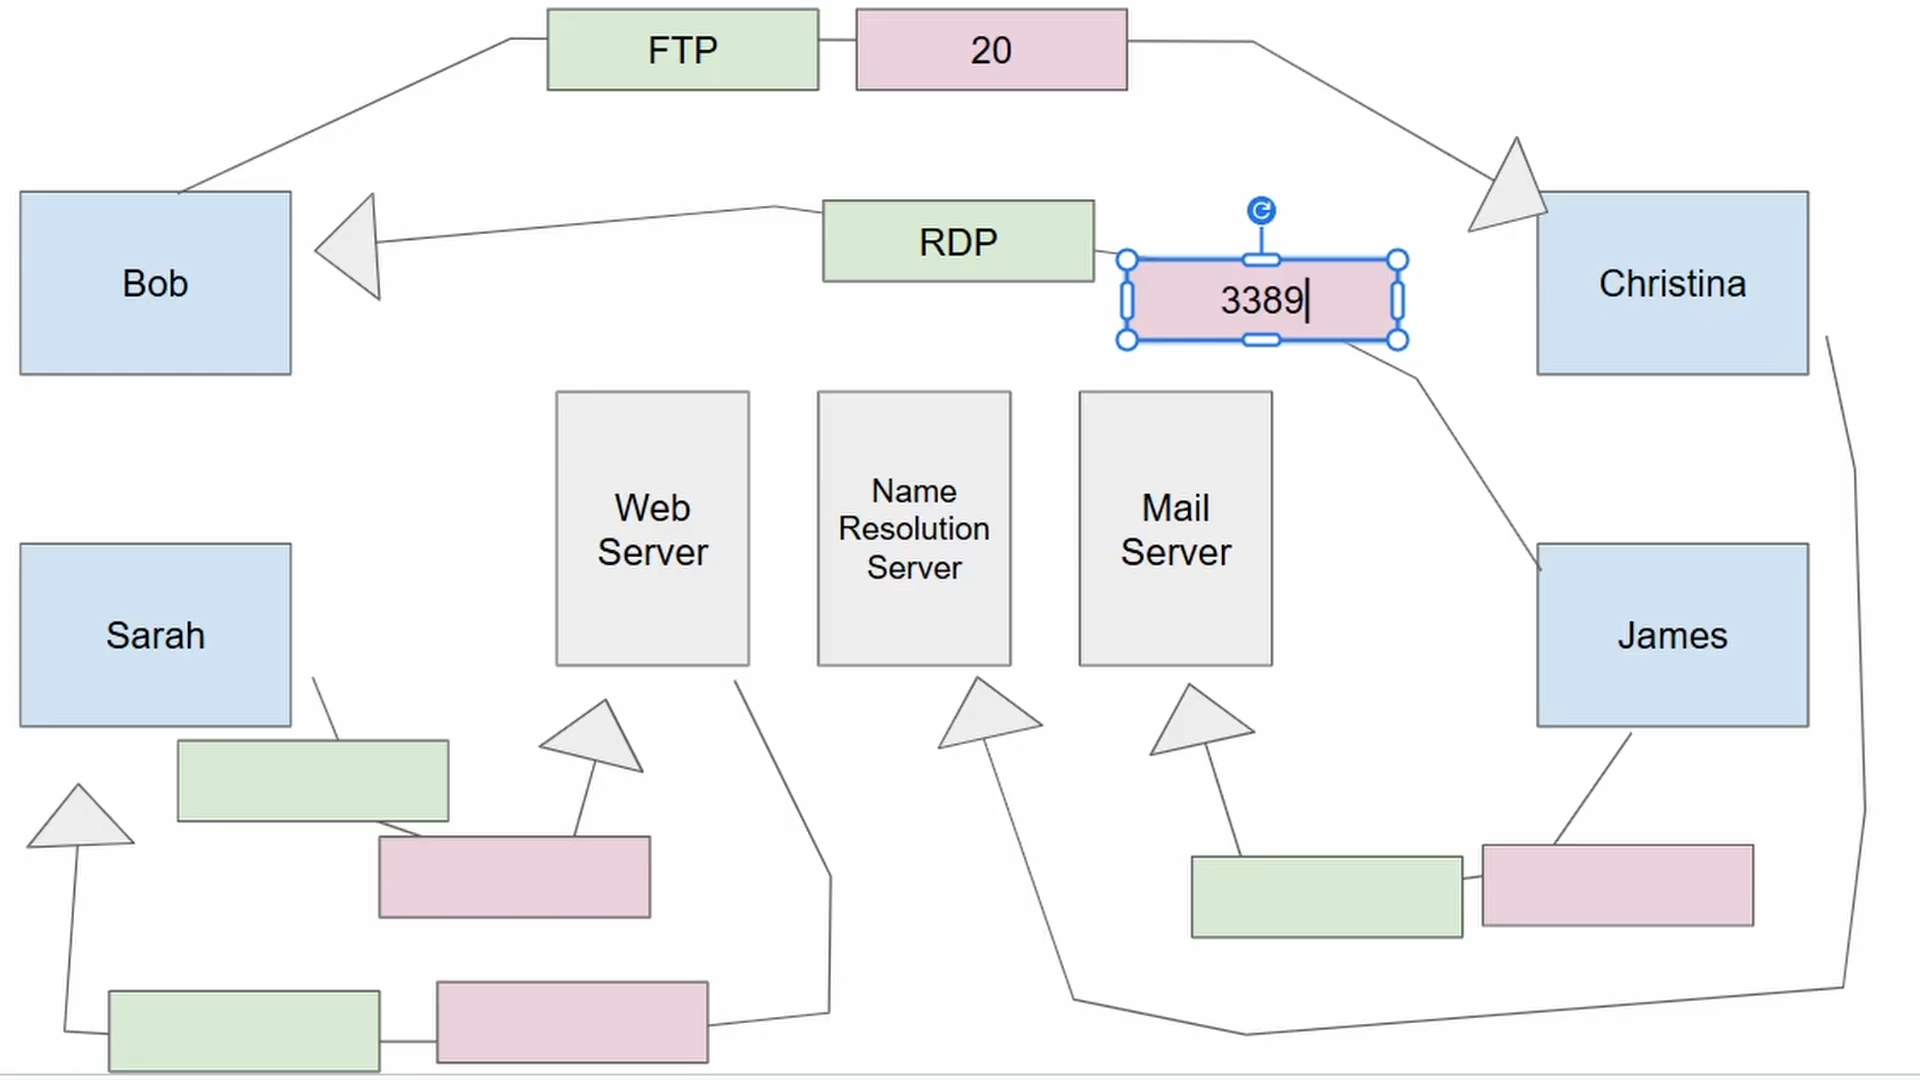 FTP
20
RDP
3389
Bob
Christina
Web
Server
Name
Resolution
Server
Mail
Server
Sarah
James